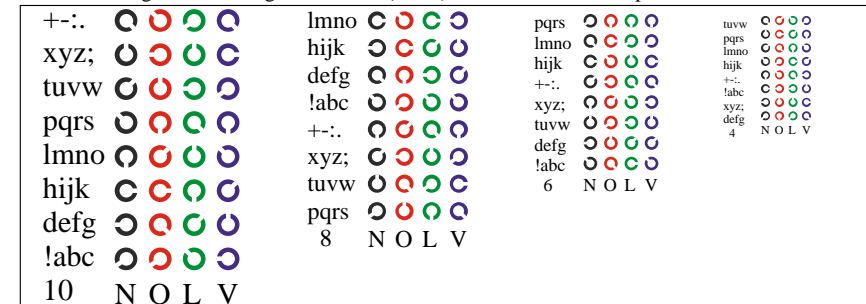 +-:.
xyz;
tuvw
pqrs
lmno
hijk
defg
!abc
10 N O L V
lmno
hijk
defg
!abc
+-:.
xyz;
tuvw
pqrs
8 N O L V
pqrs
lmno
hijk
+-:.
xyz;
tuvw
defg
!abc
6 N O L V
tuvw
pqrs
lmno
hijk
+-:.
!abc
xyz;
defg
4 N O L V